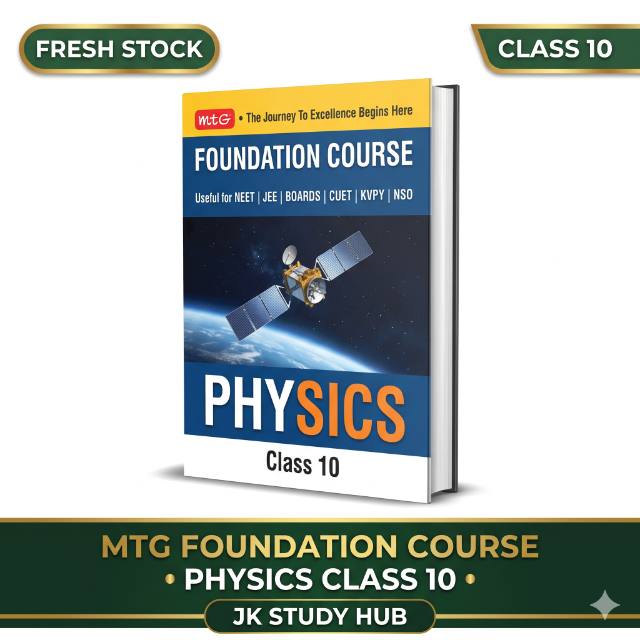 FRESH STOCK
CLASS 10
mtG • The Journey To Excellence Begins Here
FOUNDATION COURSE
Useful for NEET | JEE | BOARDS | CUET | KVPY | NSO
PHYSICS
Class 10
MTG FOUNDATION COURSE
• PHYSICS CLASS 10 •
JK STUDY HUB